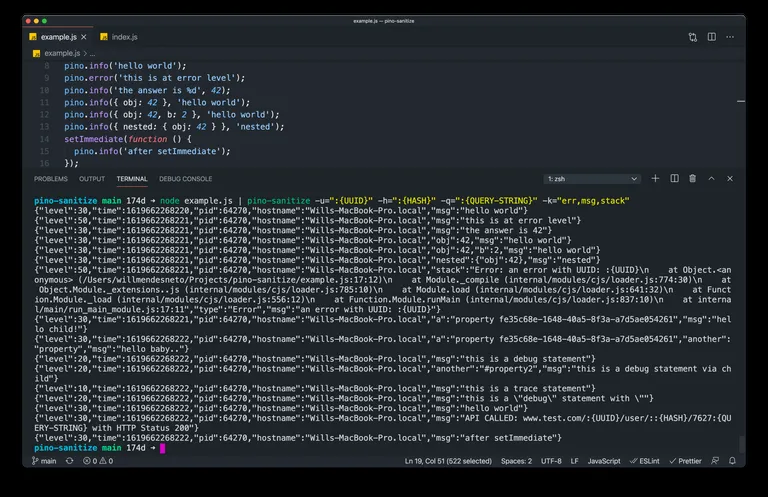 example.js — pino-sanitize
JS example.js ×
JS index.js
JS example.js > ...
8 pino.info('hello world');
9 pino.error('this is at error level');
10 pino.info('the answer is %d', 42);
11 pino.info({ obj: 42 }, 'hello world');
12 pino.info({ obj: 42, b: 2 }, 'hello world');
13 pino.info({ nested: { obj: 42 } }, 'nested');
14 setImmediate(function () {
15 pino.info('after setImmediate');
16 });
PROBLEMS OUTPUT TERMINAL DEBUG CONSOLE 1: zsh
pino-sanitize main 174d → node example.js | pino-sanitize -u=":{UUID}" -h=":{HASH}" -q=":{QUERY-STRING}" -k="err,msg,stack"
{"level":30,"time":1619662268220,"pid":64270,"hostname":"Wills-MacBook-Pro.local","msg":"hello world"}
{"level":50,"time":1619662268221,"pid":64270,"hostname":"Wills-MacBook-Pro.local","msg":"this is at error level"}
{"level":30,"time":1619662268221,"pid":64270,"hostname":"Wills-MacBook-Pro.local","msg":"the answer is 42"}
{"level":30,"time":1619662268221,"pid":64270,"hostname":"Wills-MacBook-Pro.local","obj":42,"msg":"hello world"}
{"level":30,"time":1619662268221,"pid":64270,"hostname":"Wills-MacBook-Pro.local","obj":42,"b":2,"msg":"hello world"}
{"level":30,"time":1619662268221,"pid":64270,"hostname":"Wills-MacBook-Pro.local","nested":{"obj":42},"msg":"nested"}
{"level":50,"time":1619662268221,"pid":64270,"hostname":"Wills-MacBook-Pro.local","stack":"Error: an error with UUID: :{UUID}\n    at Object.<an
onymous> (/Users/willmendesneto/Projects/pino-sanitize/example.js:17:12)\n    at Module._compile (internal/modules/cjs/loader.js:774:30)\n    at
Object.Module._extensions..js (internal/modules/cjs/loader.js:785:10)\n    at Module.load (internal/modules/cjs/loader.js:641:32)\n    at Funct
ion.Module._load (internal/modules/cjs/loader.js:556:12)\n    at Function.Module.runMain (internal/modules/cjs/loader.js:837:10)\n    at interna
l/main/run_main_module.js:17:11","type":"Error","msg":"an error with UUID: :{UUID}"}
{"level":30,"time":1619662268221,"pid":64270,"hostname":"Wills-MacBook-Pro.local","a":"property fe35c68e-1648-40a5-8f3a-a7d5ae054261","msg":"hel
lo child!"}
{"level":30,"time":1619662268222,"pid":64270,"hostname":"Wills-MacBook-Pro.local","a":"property fe35c68e-1648-40a5-8f3a-a7d5ae054261","another":
"property","msg":"hello baby.."}
{"level":20,"time":1619662268222,"pid":64270,"hostname":"Wills-MacBook-Pro.local","msg":"this is a debug statement"}
{"level":20,"time":1619662268222,"pid":64270,"hostname":"Wills-MacBook-Pro.local","another":"#property2","msg":"this is a debug statement via ch
ild"}
{"level":10,"time":1619662268222,"pid":64270,"hostname":"Wills-MacBook-Pro.local","msg":"this is a trace statement"}
{"level":20,"time":1619662268222,"pid":64270,"hostname":"Wills-MacBook-Pro.local","msg":"this is a \"debug\" statement with \""}
{"level":30,"time":1619662268222,"pid":64270,"hostname":"Wills-MacBook-Pro.local","msg":"hello world"}
{"level":30,"time":1619662268222,"pid":64270,"hostname":"Wills-MacBook-Pro.local","msg":"API CALLED: www.test.com/:{UUID}/user/::{HASH}/7627:{QU
ERY-STRING} with HTTP Status 200"}
{"level":30,"time":1619662268222,"pid":64270,"hostname":"Wills-MacBook-Pro.local","msg":"after setImmediate"}
pino-sanitize main 174d →
main 0 0 Ln 19, Col 51 (522 selected) Spaces: 2 UTF-8 LF JavaScript ESLint Prettier